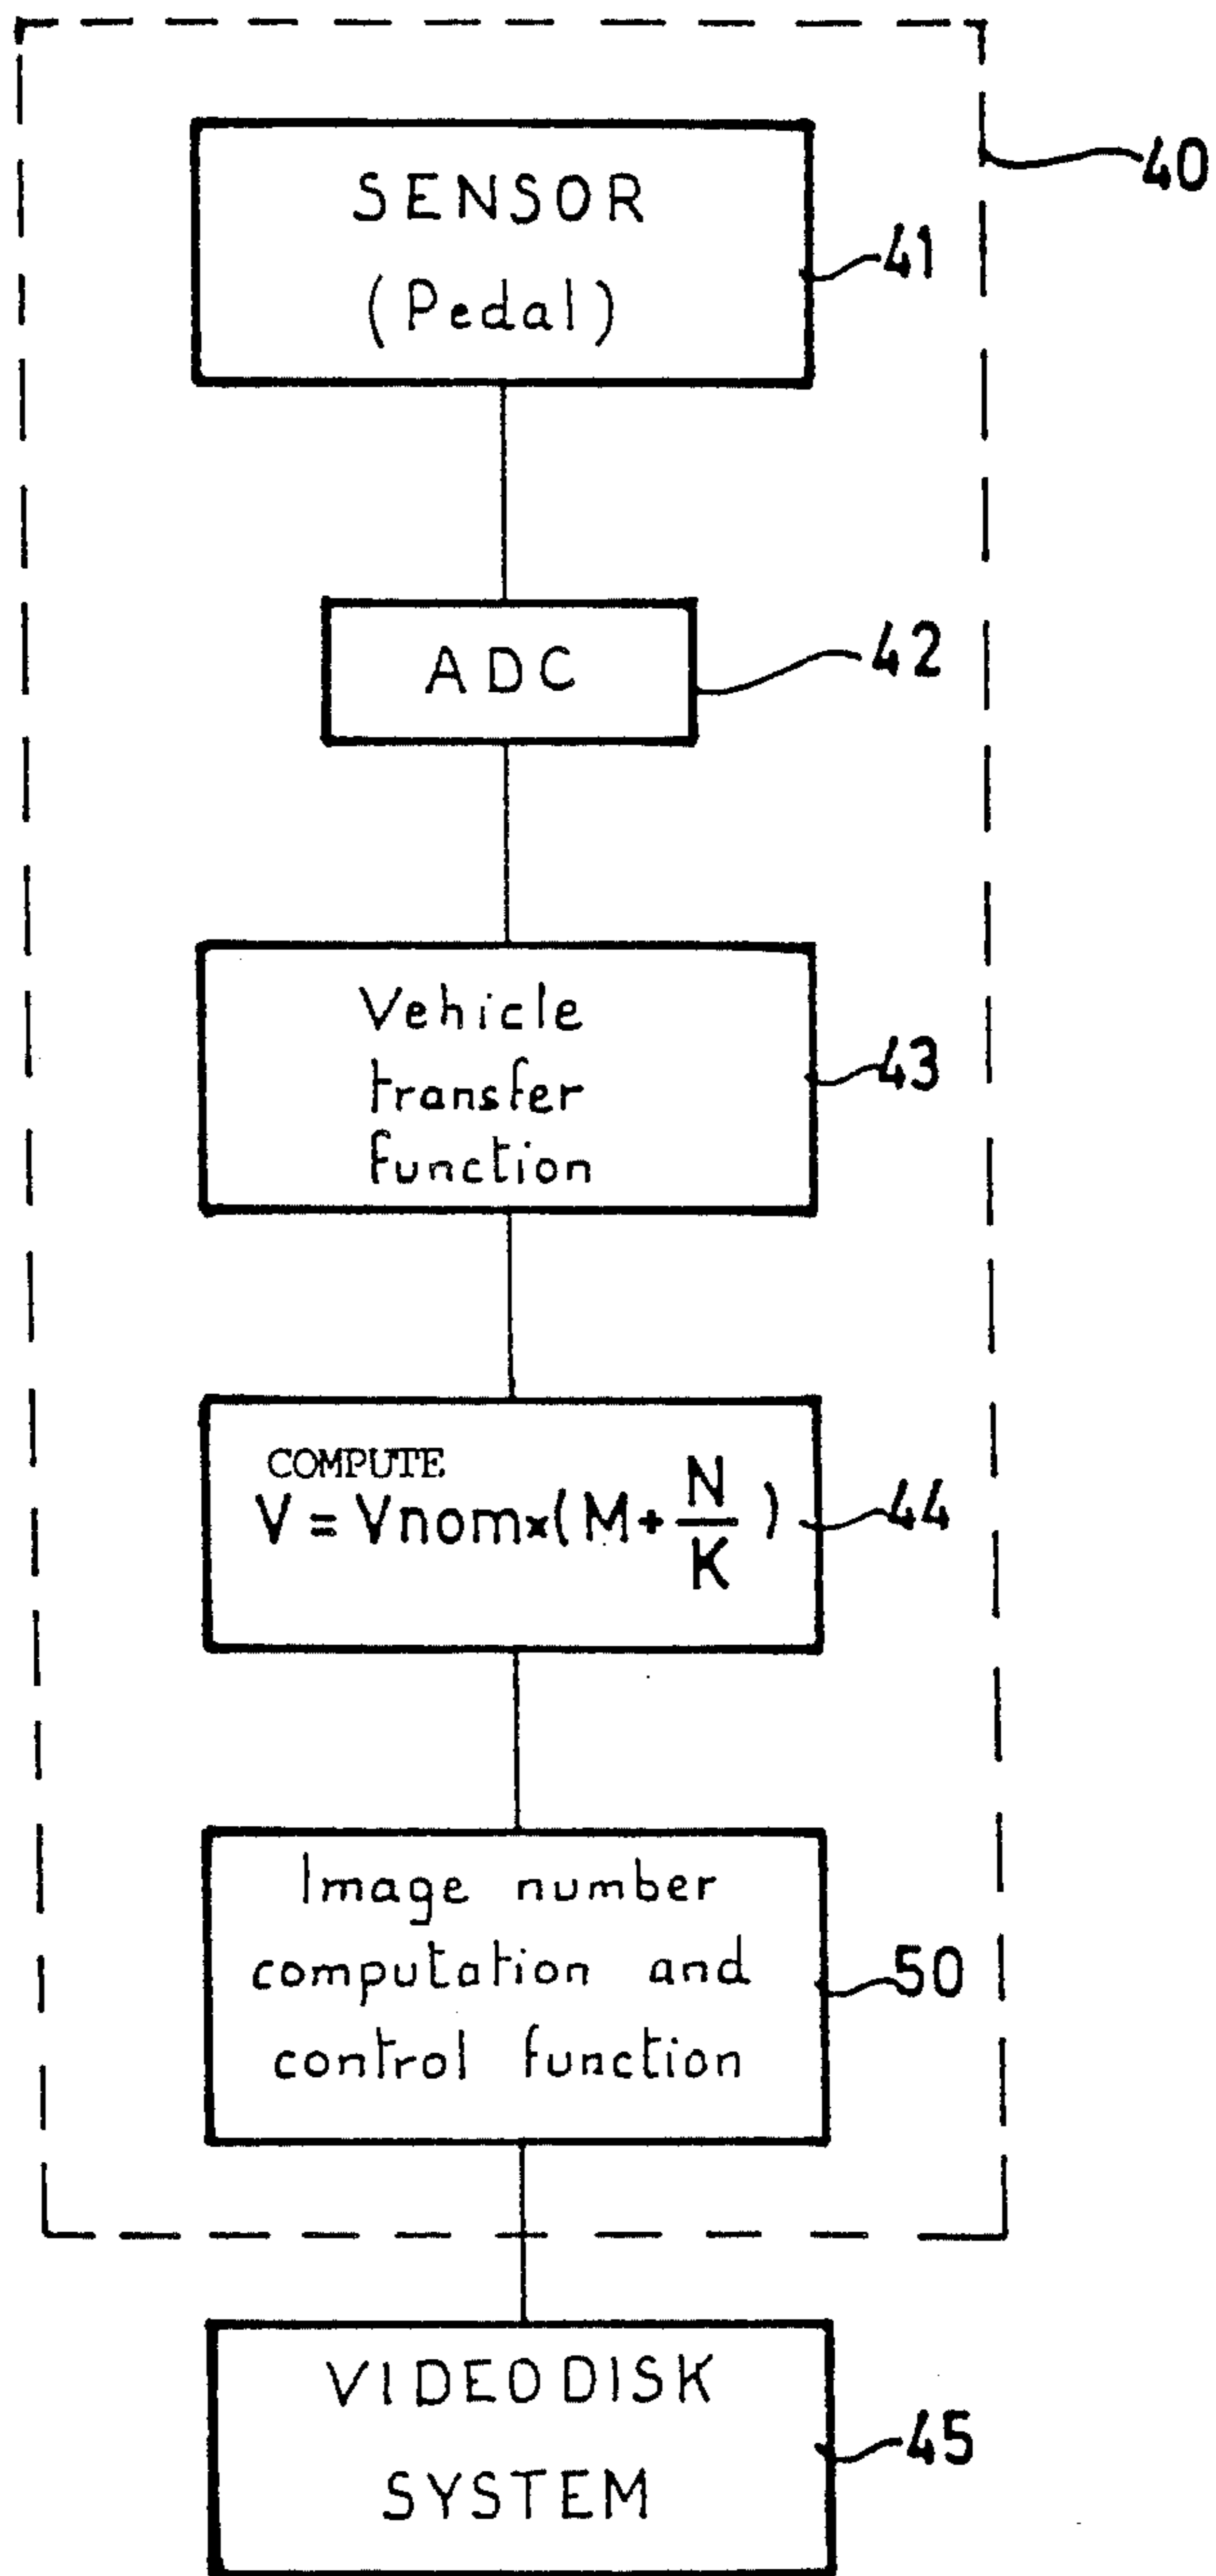 40
SENSOR
(Pedal)
41
ADC
42
Vehicle
transfer
function
43
COMPUTE
V = Vnom x ( M + N/K )
44
Image number
computation and
control function
50
VIDEODISK
SYSTEM
45